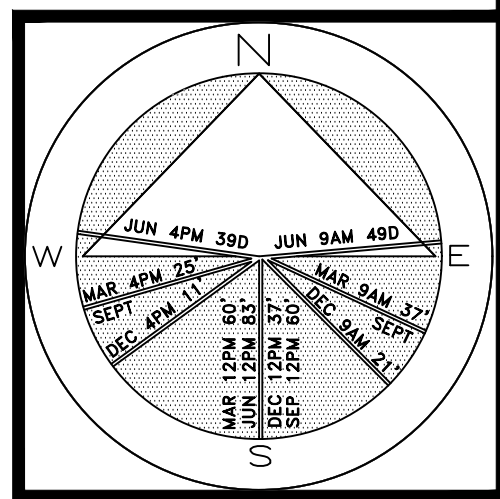 N
JUN 4PM 39D
JUN 9AM 49D
W
E
MAR 4PM 25'
SEPT
DEC 4PM 11'
MAR 12PM 60'
JUN 12PM 83'
DEC 12PM 37'
SEP 12PM 60'
MAR 9AM 37'
SEPT
DEC 9AM 21'
S